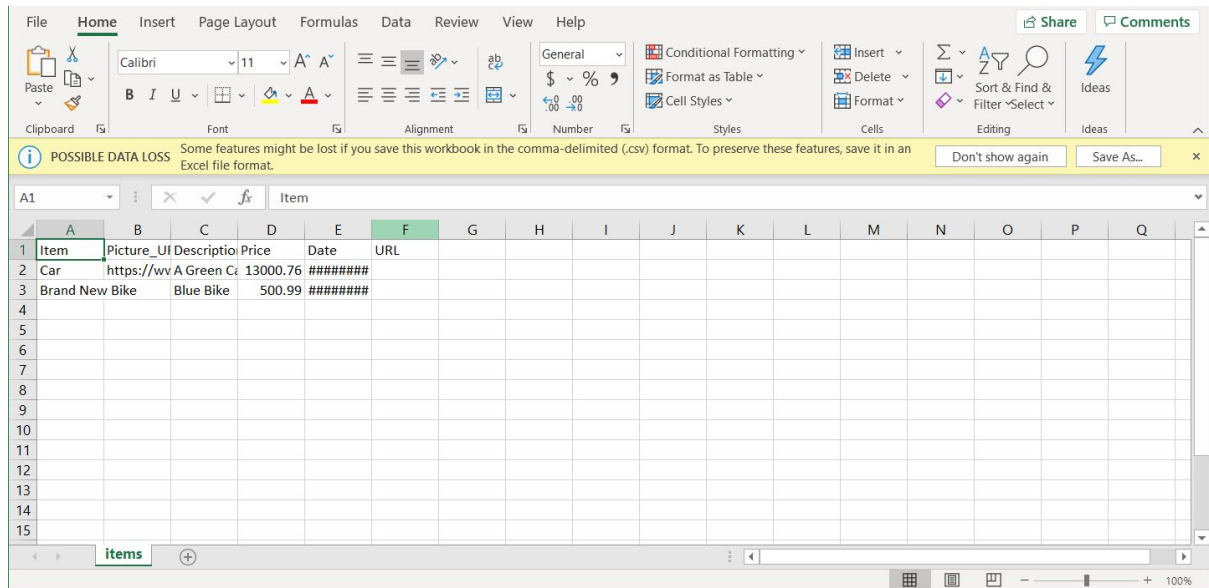 File Home Insert Page Layout Formulas Data Review View Help Share Comments
Calibri 11 A^ A˅ ab General Conditional Formatting Insert Σ
Paste B I U A $ % 9 Format as Table Delete Sort & Find & Ideas
Cell Styles Format Filter Select
Clipboard Font Alignment Number Styles Cells Editing Ideas
POSSIBLE DATA LOSS Some features might be lost if you save this workbook in the comma-delimited (.csv) format. To preserve these features, save it in an Excel file format. Don't show again Save As...
A1 fx Item
A B C D E F G H I J K L M N O P Q
1 Item Picture_UI Descriptio Price Date URL
2 Car https://wv A Green Ca 13000.76 ########
3 Brand New Bike Blue Bike 500.99 ########
4
5
6
7
8
9
10
11
12
13
14
15
items
100%